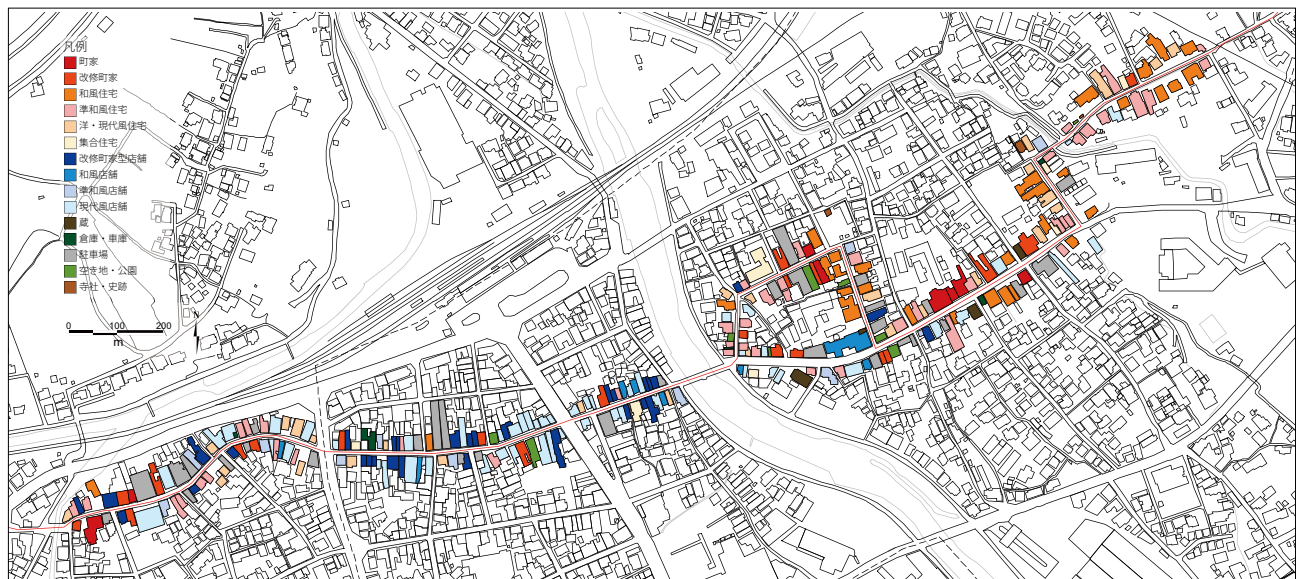 凡例
町家
改修町家
和風住宅
準和風住宅
洋・現代風住宅
集合住宅
改修町家型店舗
和風店舗
準和風店舗
現代風店舗
蔵
倉庫・車庫
駐車場
空き地・公園
寺社・史跡
N
0 100 200
m